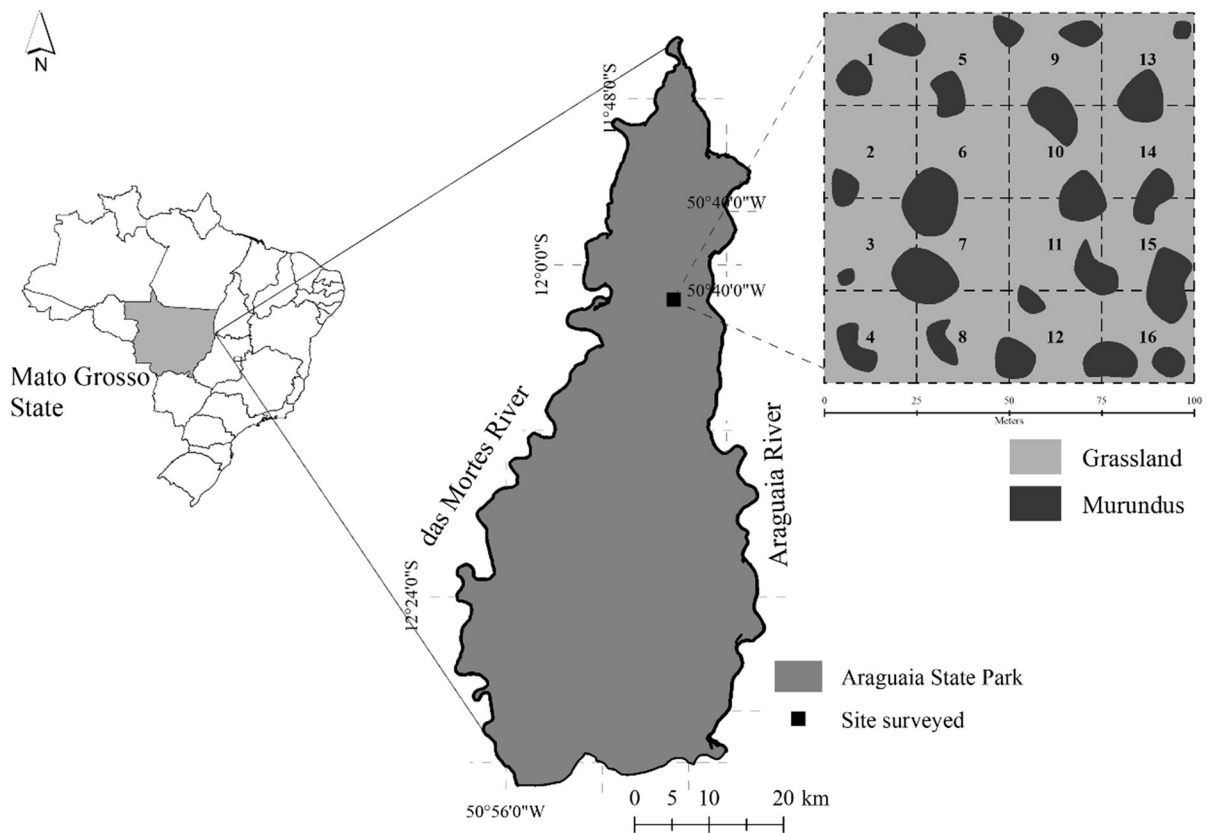 N
Mato Grosso
State
das Mortes River
Araguaia River
11°48'0"S
50°40'0"W
12°0'0"S
50°40'0"W
12°24'0"S
50°56'0"W
Araguaia State Park
Site surveyed
0 5 10 20 km
1 5 9 13
2 6 10 14
3 7 11 15
4 8 12 16
0 25 50 75 100
Meters
Grassland
Murundus